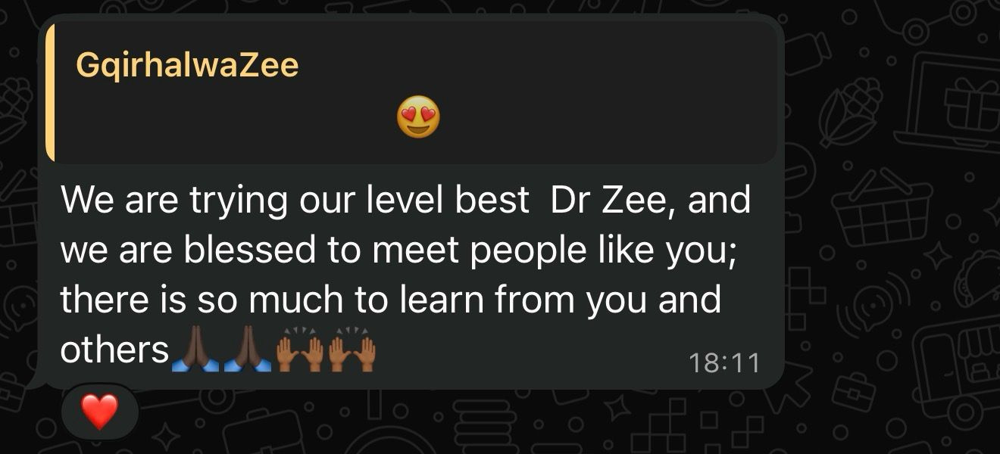 GqirhalwaZee
😍
We are trying our level best  Dr Zee, and
we are blessed to meet people like you;
there is so much to learn from you and
others🙏🏿🙏🏿🙌🏾🙌🏾
18:11
❤️